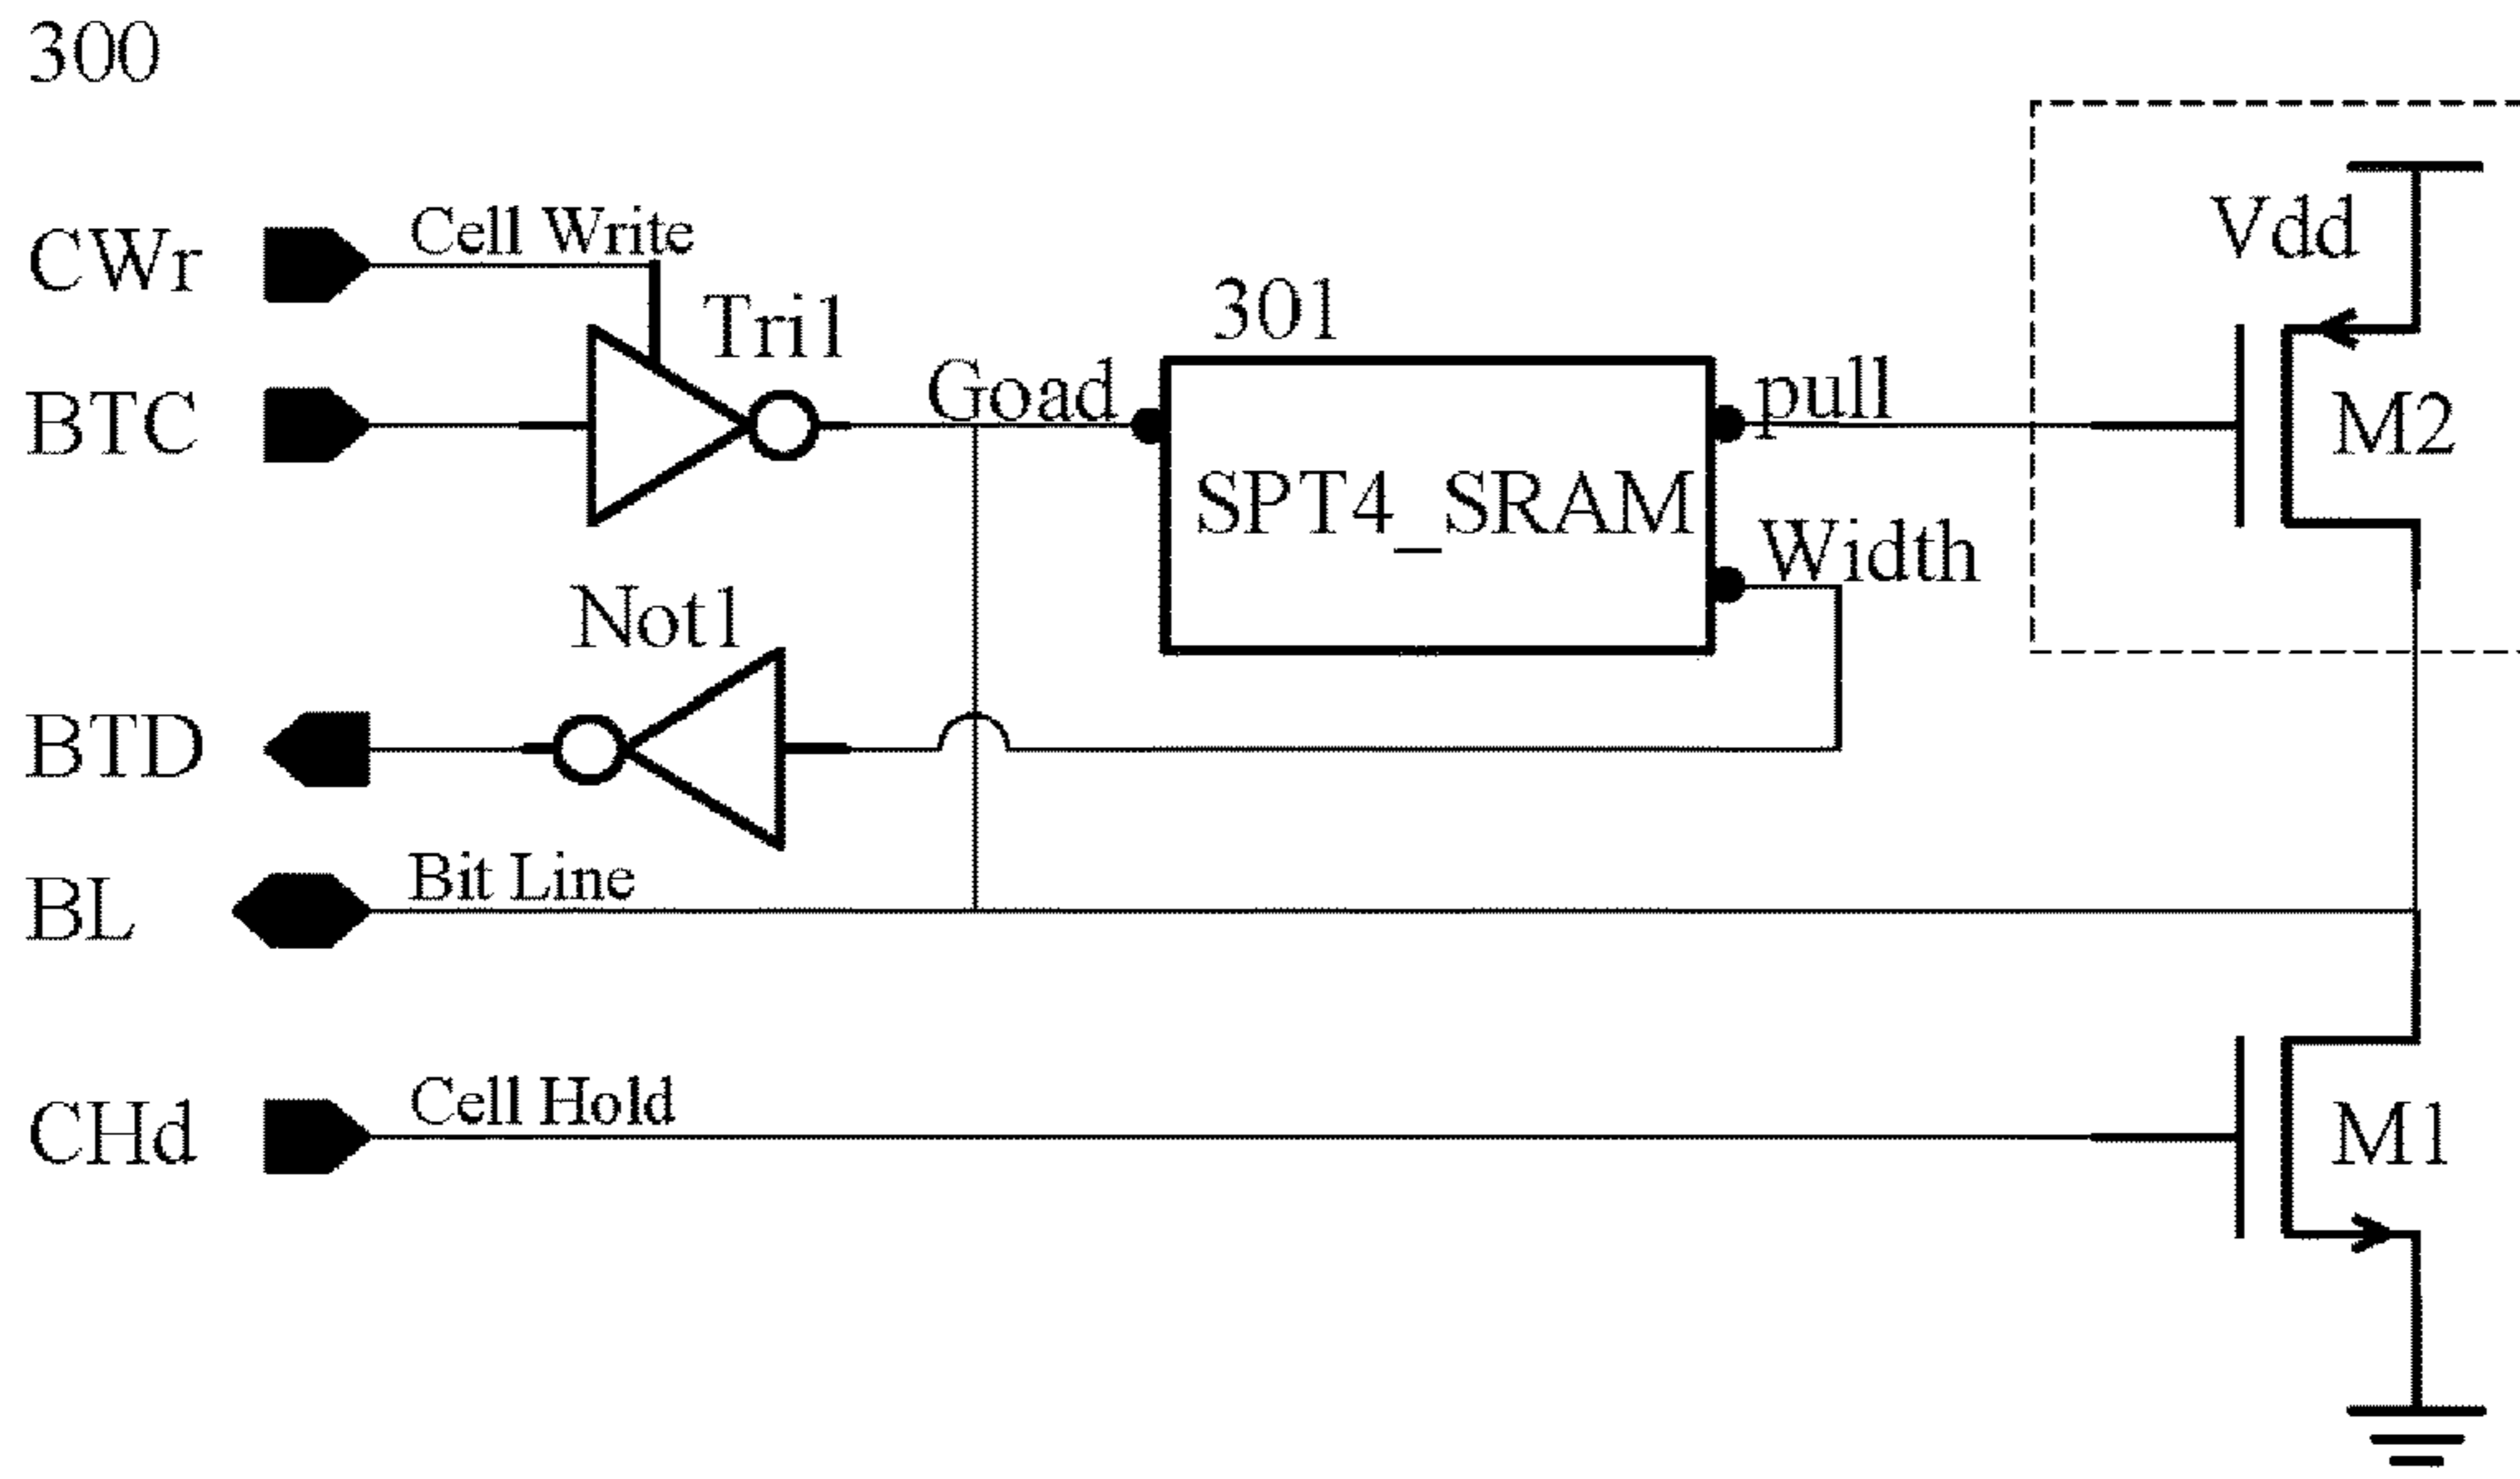 300
CWr
Cell Write
Tri1
BTC
Goad
301
SPT4_SRAM
pull
Width
Vdd
M2
Not1
BTD
BL
Bit Line
CHd
Cell Hold
M1